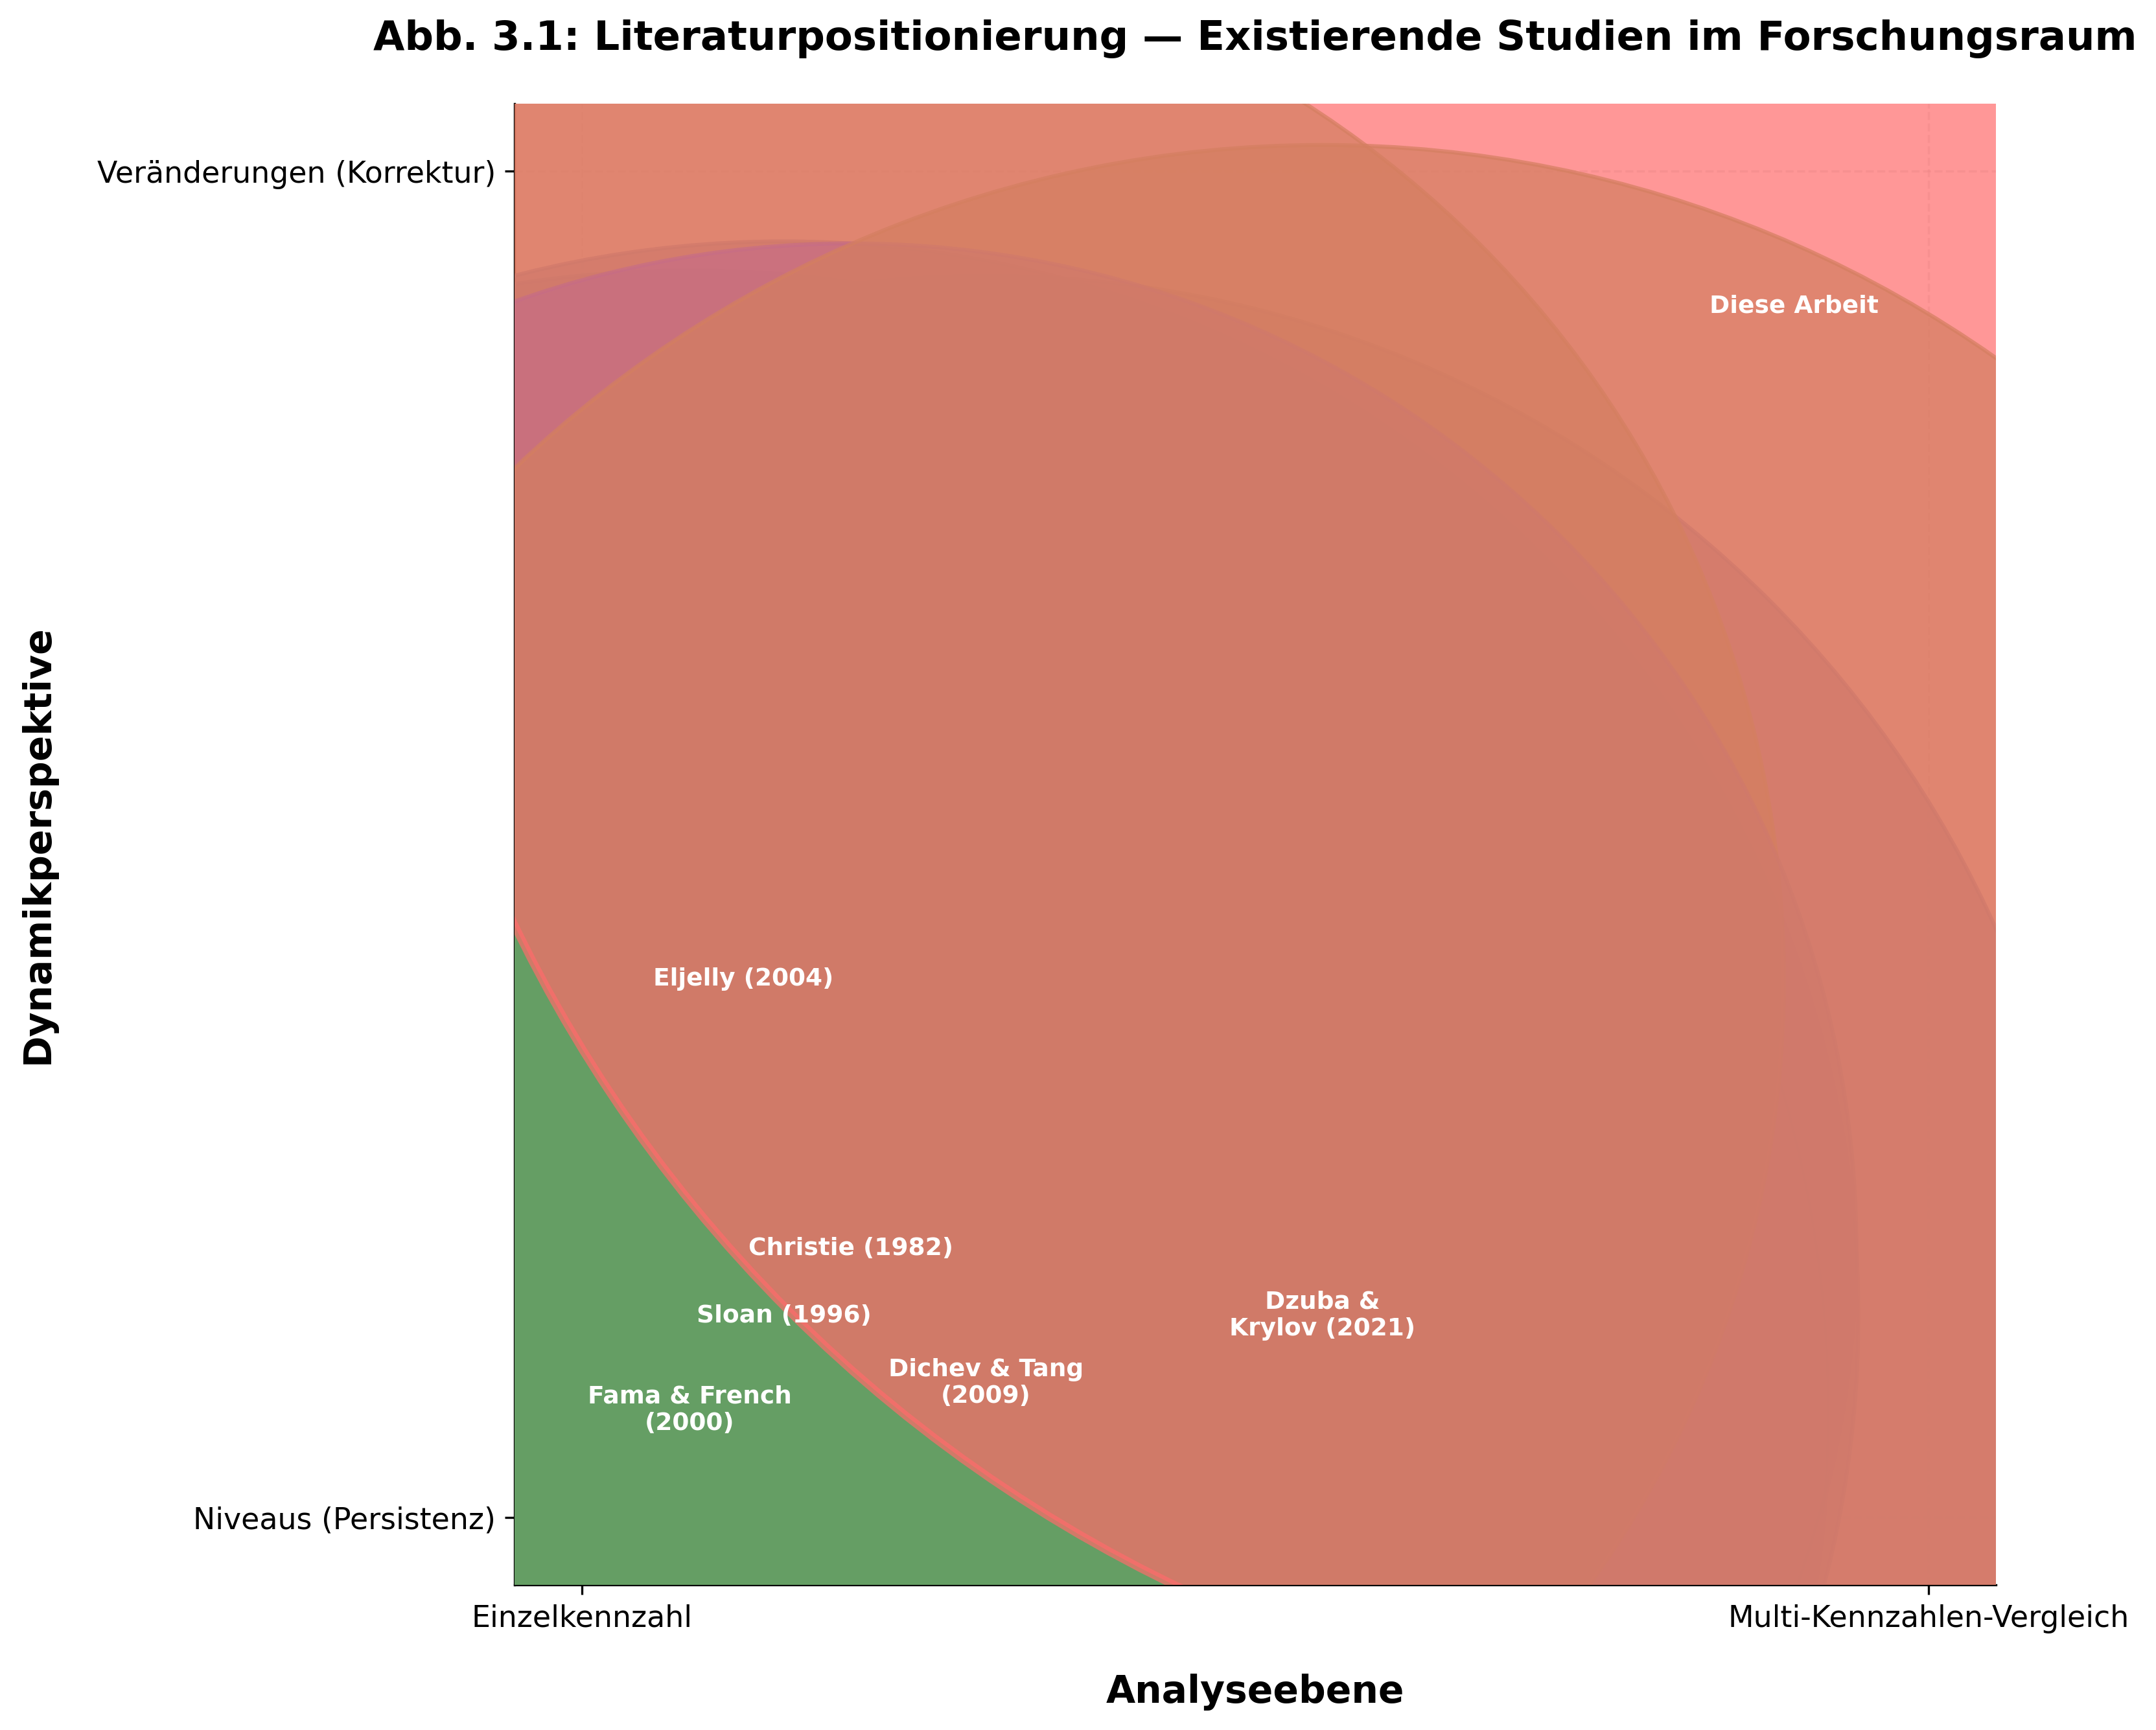 Abb. 3.1: Literaturpositionierung — Existierende Studien im Forschungsraum
Veränderungen (Korrektur)
Diese Arbeit
Dynamikperspektive
Eljelly (2004)
Christie (1982)
Dzuba &
Krylov (2021)
Sloan (1996)
Dichev & Tang
(2009)
Fama & French
(2000)
Niveaus (Persistenz)
Einzelkennzahl
Multi-Kennzahlen-Vergleich
Analyseebene